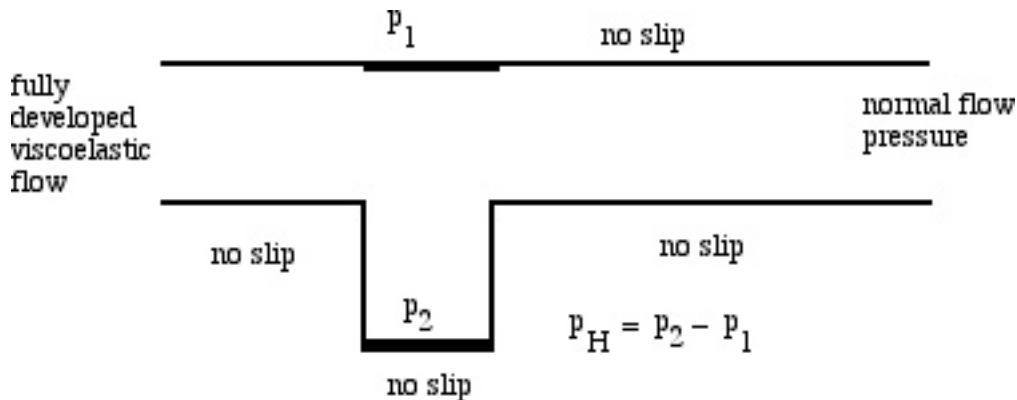 p1
no slip
fully
developed
viscoelastic
flow
normal flow
pressure
no slip
no slip
p2
pH = p2 − p1
no slip